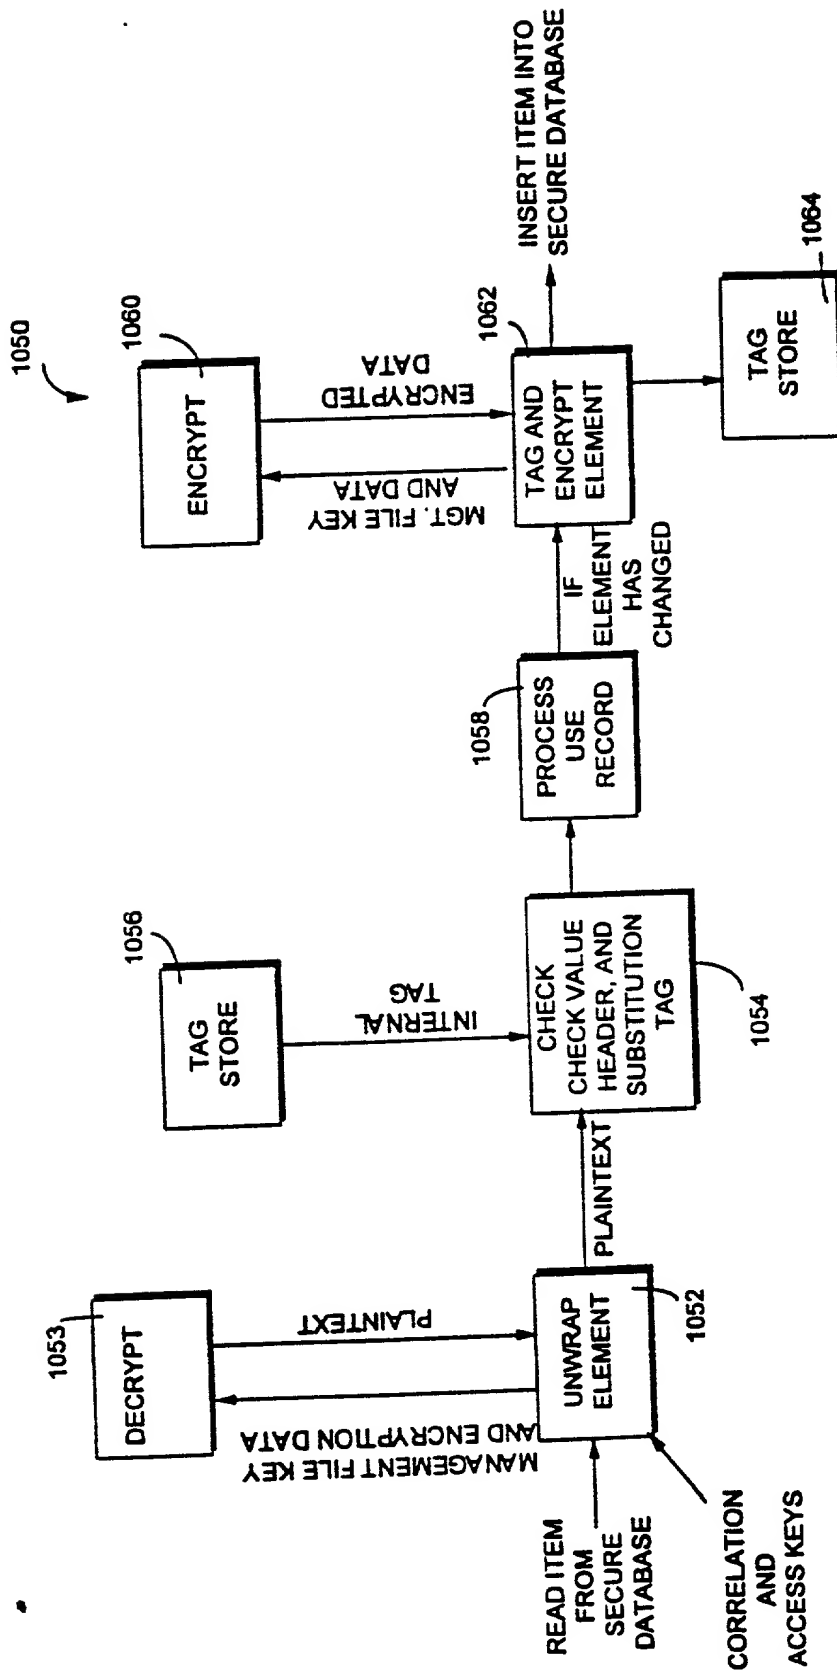 1050
1053
DECRYPT
MANAGEMENT FILE KEY
AND ENCRYPTION DATA
PLAINTEXT
READ ITEM
FROM
SECURE
DATABASE
CORRELATION
AND
ACCESS KEYS
UNWRAP
ELEMENT
1052
PLAINTEXT
1056
TAG
STORE
INTERNAL
TAG
CHECK
CHECK VALUE
HEADER, AND
SUBSTITUTION
TAG
1054
1058
PROCESS
USE
RECORD
IF
ELEMENT
HAS
CHANGED
1060
ENCRYPT
MGT. FILE KEY
AND DATA
ENCRYPTED
DATA
1062
TAG AND
ENCRYPT
ELEMENT
INSERT ITEM INTO
SECURE DATABASE
TAG
STORE
1064